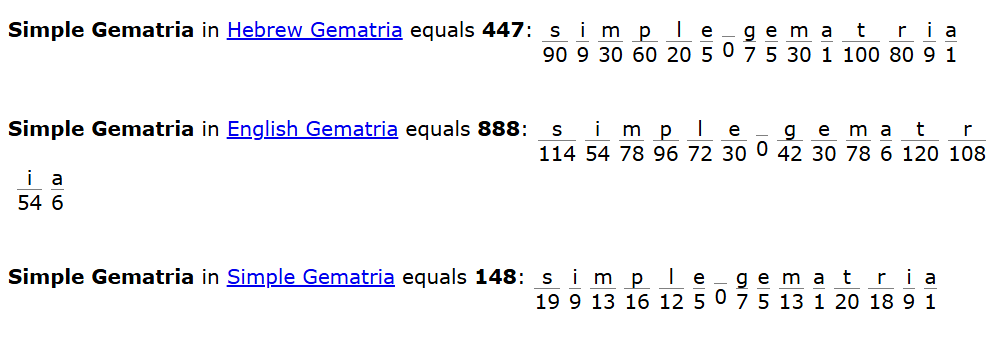 Simple Gematria in Hebrew Gematria equals 447: s i m p l e _ g e m a t r i a
90 9 30 60 20 5 0 7 5 30 1 100 80 9 1
Simple Gematria in English Gematria equals 888: s i m p l e _ g e m a t r
114 54 78 96 72 30 0 42 30 78 6 120 108
i a
54 6
Simple Gematria in Simple Gematria equals 148: s i m p l e _ g e m a t r i a
19 9 13 16 12 5 0 7 5 13 1 20 18 9 1